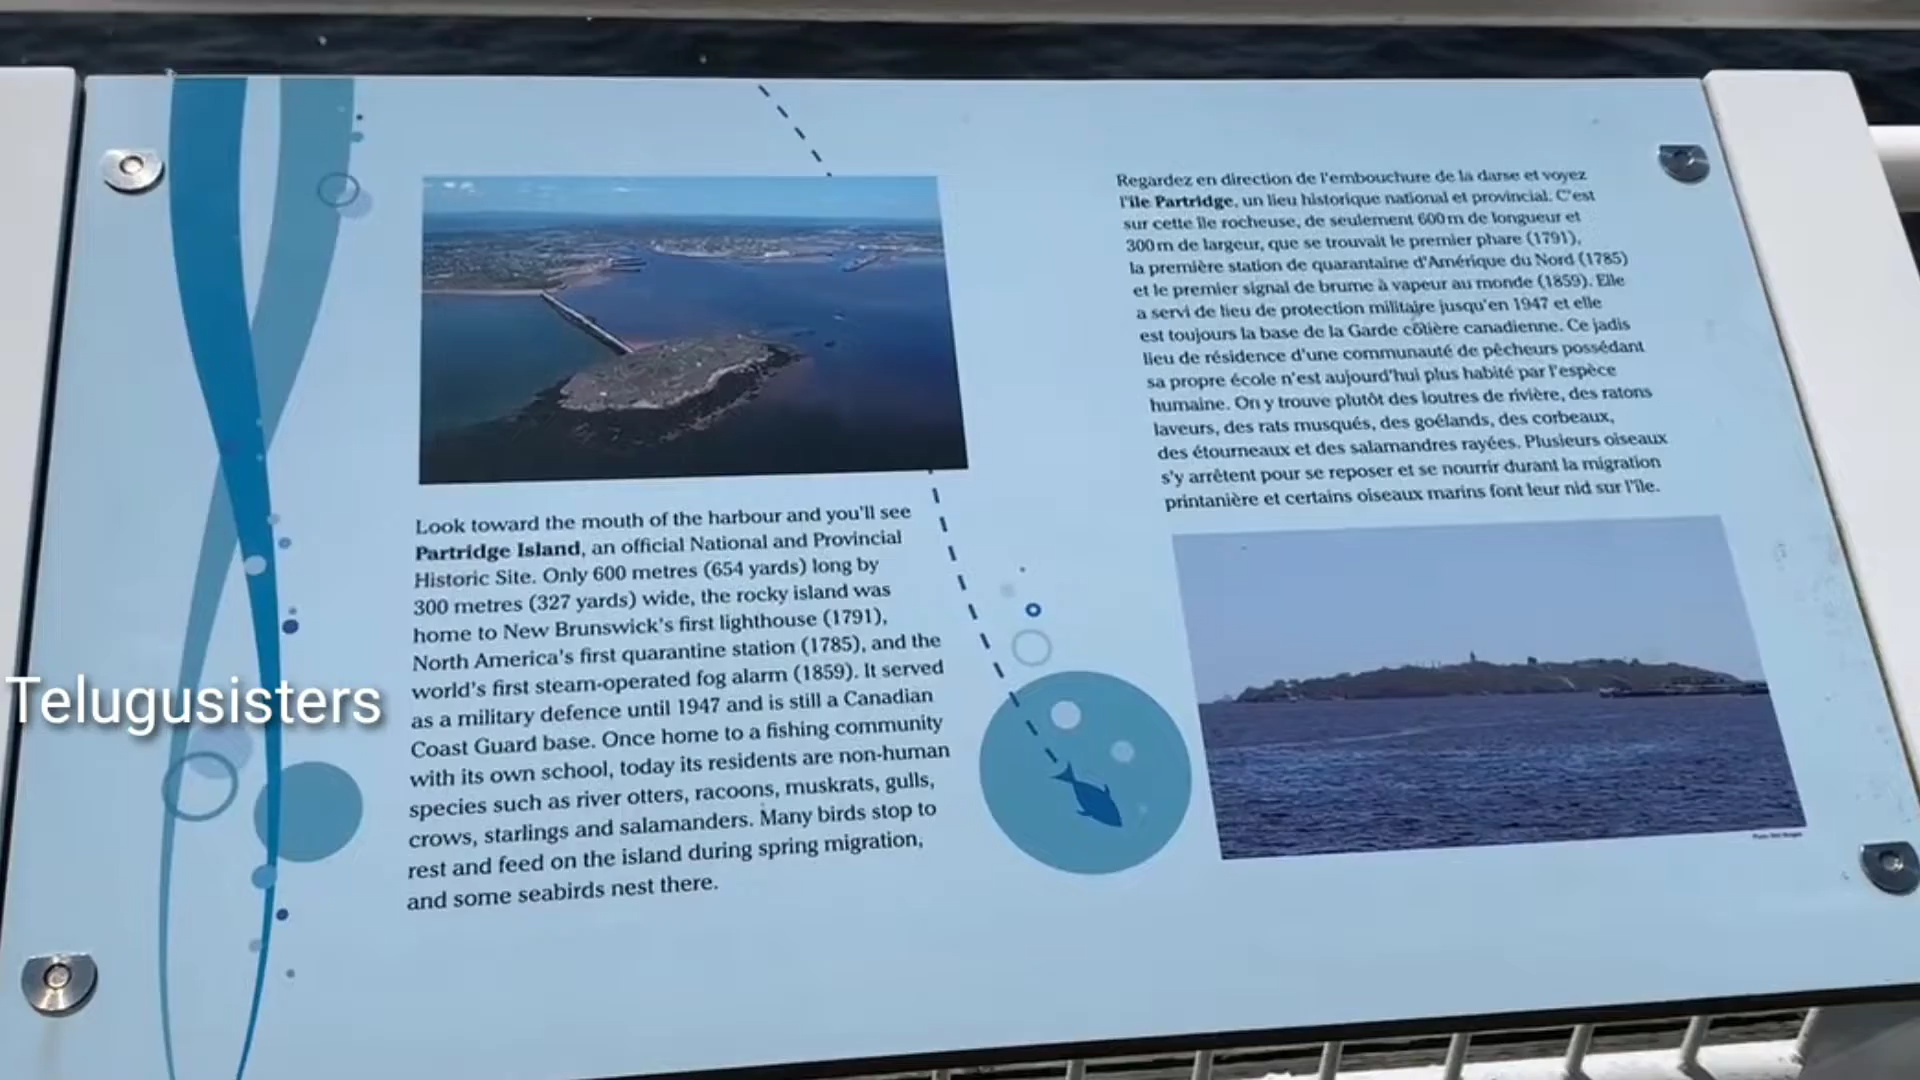 Look toward the mouth of the harbour and you'll see
Partridge Island, an official National and Provincial
Historic Site. Only 600 metres (654 yards) long by
300 metres (327 yards) wide, the rocky island was
home to New Brunswick's first lighthouse (1791),
North America's first quarantine station (1785), and the
world's first steam-operated fog alarm (1859). It served
as a military defence until 1947 and is still a Canadian
Coast Guard base. Once home to a fishing community
with its own school, today its residents are non-human
species such as river otters, racoons, muskrats, gulls,
crows, starlings and salamanders. Many birds stop to
rest and feed on the island during spring migration,
and some seabirds nest there.
Regardez en direction de l'embouchure de la darse et voyez
l'île Partridge, un lieu historique national et provincial. C'est
sur cette île rocheuse, de seulement 600 m de longueur et
300 m de largeur, que se trouvait le premier phare (1791),
la première station de quarantaine d'Amérique du Nord (1785)
et le premier signal de brume à vapeur au monde (1859). Elle
a servi de lieu de protection militaire jusqu'en 1947 et elle
est toujours la base de la Garde côtière canadienne. Ce jadis
lieu de résidence d'une communauté de pêcheurs possédant
sa propre école n'est aujourd'hui plus habité par l'espèce
humaine. On y trouve plutôt des loutres de rivière, des ratons
laveurs, des rats musqués, des goélands, des corbeaux,
des étourneaux et des salamandres rayées. Plusieurs oiseaux
s'y arrêtent pour se reposer et se nourrir durant la migration
printanière et certains oiseaux marins font leur nid sur l'île.
Telugusisters